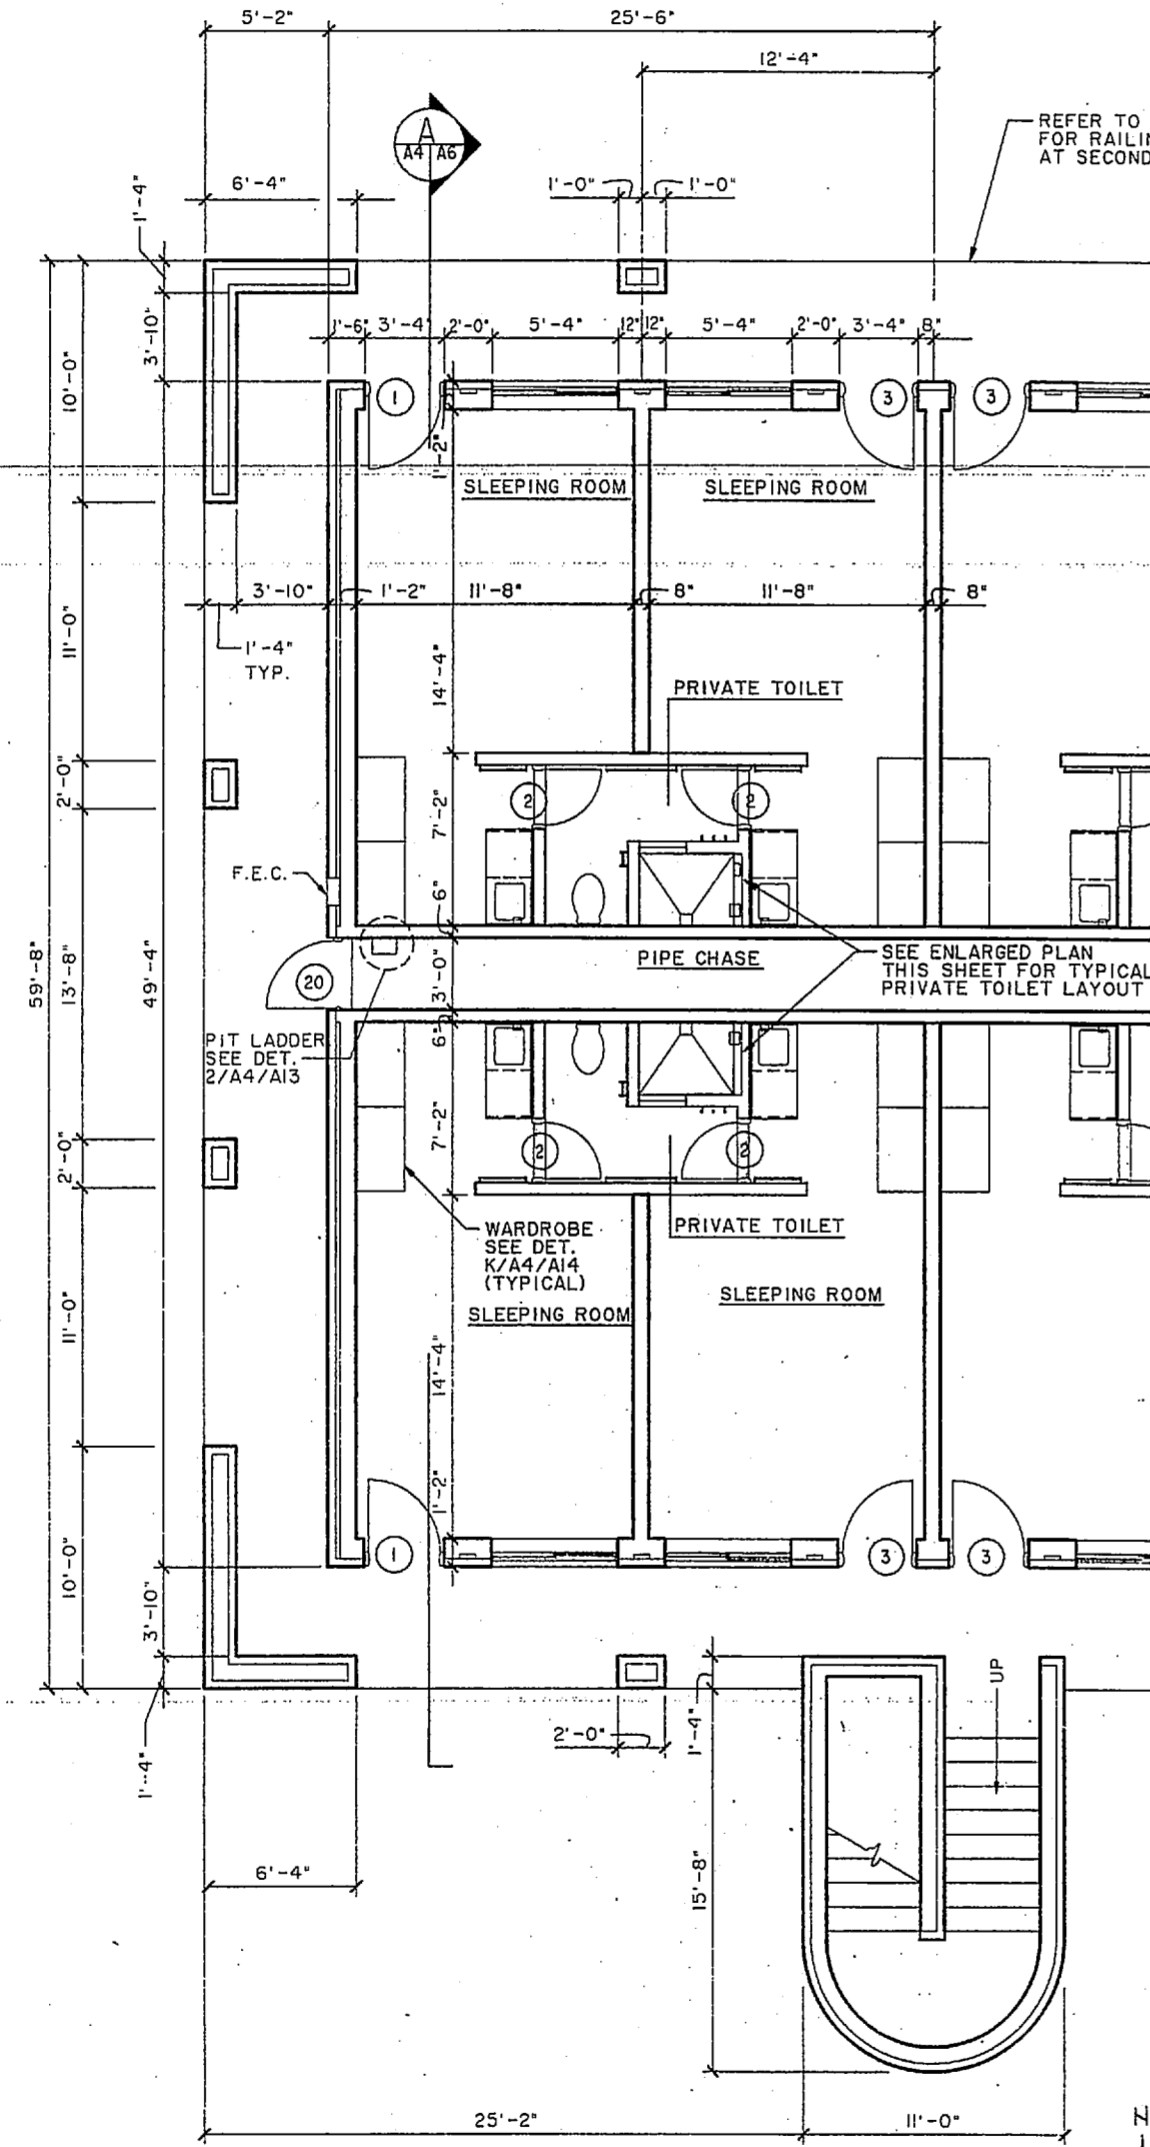 5'-2" 25'-6"
12'-4"
A
A4 A6
REFER TO
FOR RAILIN
AT SECOND
6'-4" 1'-0" 1'-0"
1'-4"
3'-10"
10'-0"
1'-6" 3'-4" 2'-0" 5'-4" 12" 12" 5'-4" 2'-0" 3'-4" 8"
1 3 3
1'-2"
SLEEPING ROOM SLEEPING ROOM
3'-10" 1'-2" 11'-8" 8" 11'-8" 8"
1'-4"
TYP.
11'-0"
14'-4"
PRIVATE TOILET
2'-0"
7'-2"
2 2
F.E.C.
6"
59'-8" 13'-8" 49'-4"
PIPE CHASE
SEE ENLARGED PLAN
THIS SHEET FOR TYPICAL
PRIVATE TOILET LAYOUT
20
3'-0"
6"
PIT LADDER
SEE DET.
2/A4/A13
7'-2"
2'-0"
2 2
WARDROBE
SEE DET.
K/A4/A14
(TYPICAL)
PRIVATE TOILET
SLEEPING ROOM
SLEEPING ROOM
11'-0"
14'-4"
1'-2"
1 3 3
10'-0"
3'-10"
1'-4"
2'-0"
1'-4"
UP
6'-4"
15'-8"
25'-2" 11'-0"